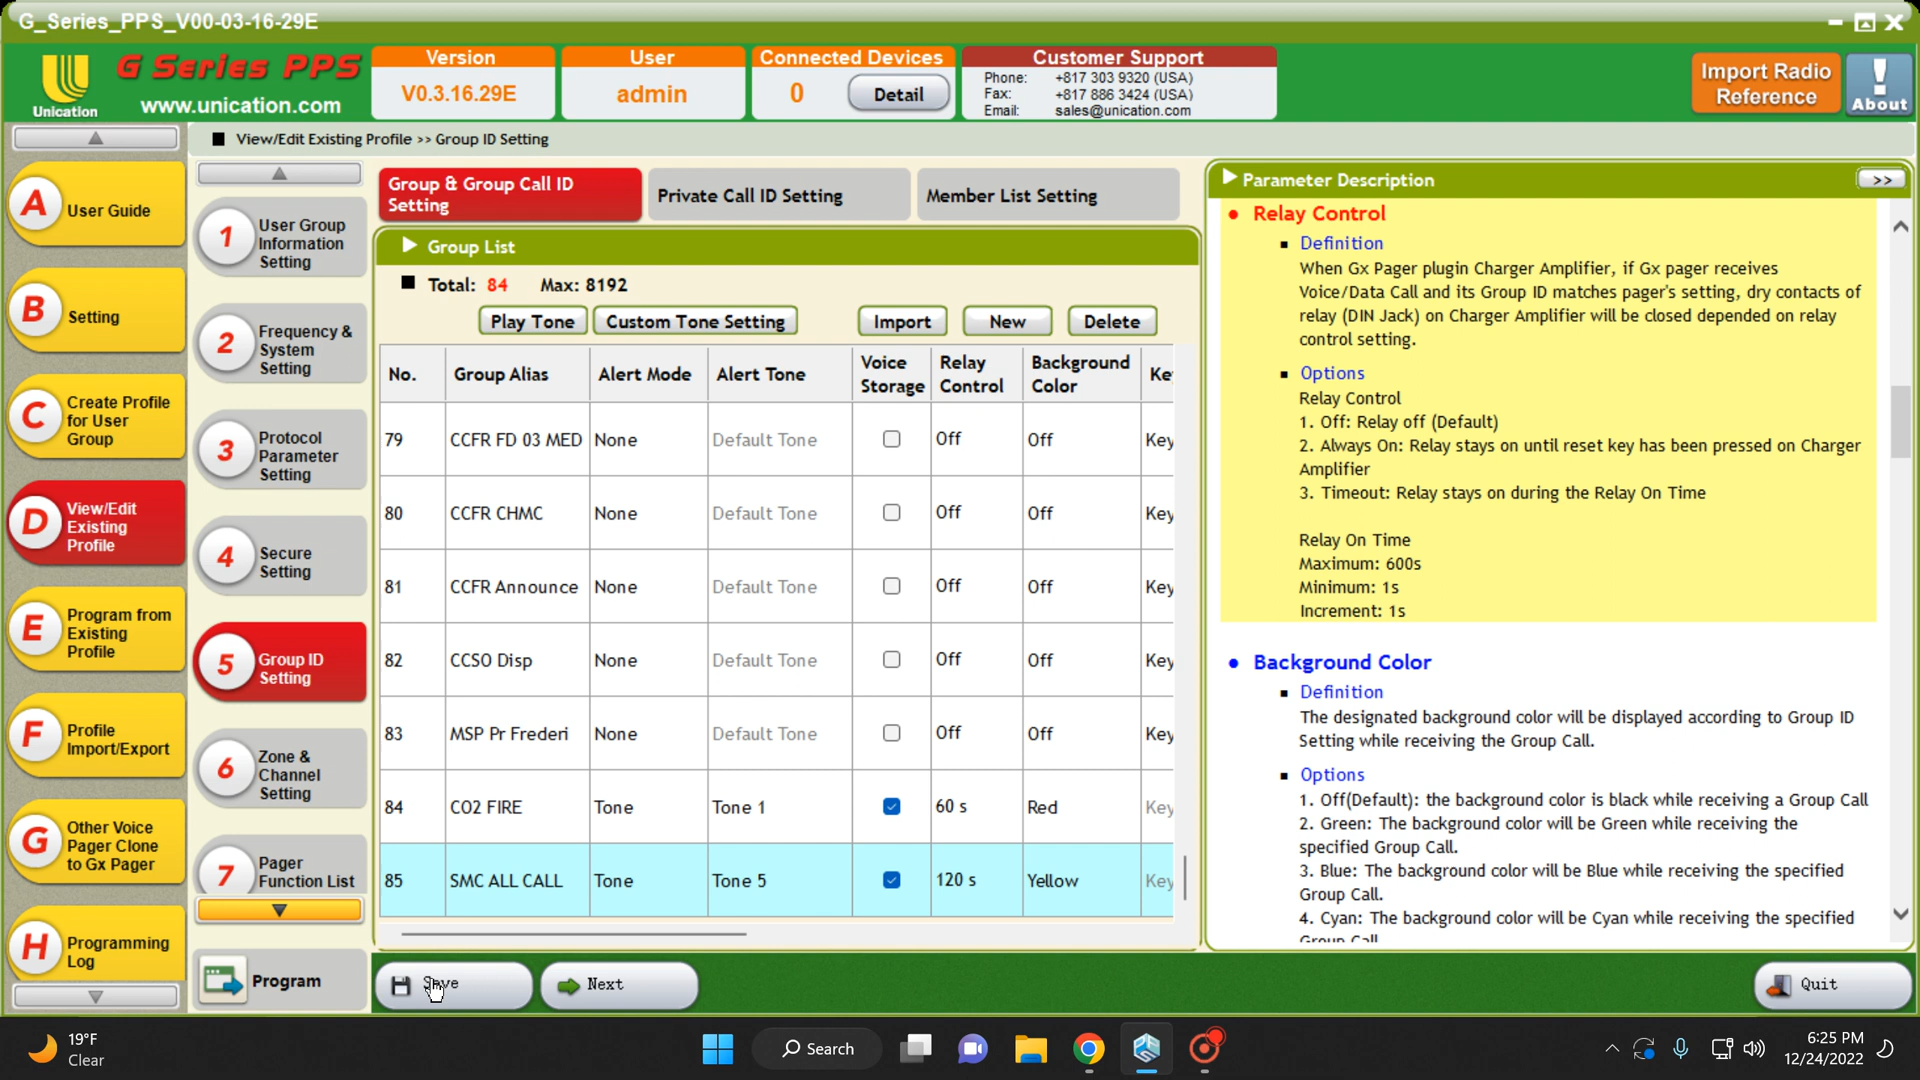 G_Series_PPS_V00-03-16-29E
Unication
G Series PPS
www.unication.com
Version
V0.3.16.29E
User
admin
Connected Devices
0
Detail
Customer Support
Phone: +817 303 9320 (USA)
Fax: +817 886 3424 (USA)
Email: sales@unication.com
Import Radio
Reference
!
About
A User Guide
B Setting
C Create Profile
for User
Group
D View/Edit
Existing
Profile
E Program from
Existing
Profile
F Profile
Import/Export
G Other Voice
Pager Clone
to Gx Pager
H Programming
Log
View/Edit Existing Profile >> Group ID Setting
1 User Group
Information
Setting
2 Frequency &
System
Setting
3 Protocol
Parameter
Setting
4 Secure
Setting
5 Group ID
Setting
6 Zone &
Channel
Setting
7 Pager
Function List
Program
Group & Group Call ID
Setting
Private Call ID Setting
Member List Setting
Group List
Total: 84 Max: 8192
Play Tone
Custom Tone Setting
Import
New
Delete
No. Group Alias Alert Mode Alert Tone Voice Storage Relay Control Background Color Ke
79 CCFR FD 03 MED None Default Tone Off Off Key
80 CCFR CHMC None Default Tone Off Off Key
81 CCFR Announce None Default Tone Off Off Key
82 CCSO Disp None Default Tone Off Off Key
83 MSP Pr Frederi None Default Tone Off Off Key
84 CO2 FIRE Tone Tone 1 60 s Red Key
85 SMC ALL CALL Tone Tone 5 120 s Yellow Key
Save
Next
Quit
Parameter Description
>>
Relay Control
Definition
When Gx Pager plugin Charger Amplifier, if Gx pager receives
Voice/Data Call and its Group ID matches pager's setting, dry contacts of
relay (DIN Jack) on Charger Amplifier will be closed depended on relay
control setting.
Options
Relay Control
1. Off: Relay off (Default)
2. Always On: Relay stays on until reset key has been pressed on Charger
Amplifier
3. Timeout: Relay stays on during the Relay On Time
Relay On Time
Maximum: 600s
Minimum: 1s
Increment: 1s
Background Color
Definition
The designated background color will be displayed according to Group ID
Setting while receiving the Group Call.
Options
1. Off(Default): the background color is black while receiving a Group Call
2. Green: The background color will be Green while receiving the
specified Group Call.
3. Blue: The background color will be Blue while receiving the specified
Group Call.
4. Cyan: The background color will be Cyan while receiving the specified
Group Call
19°F
Clear
Search
6:25 PM
12/24/2022